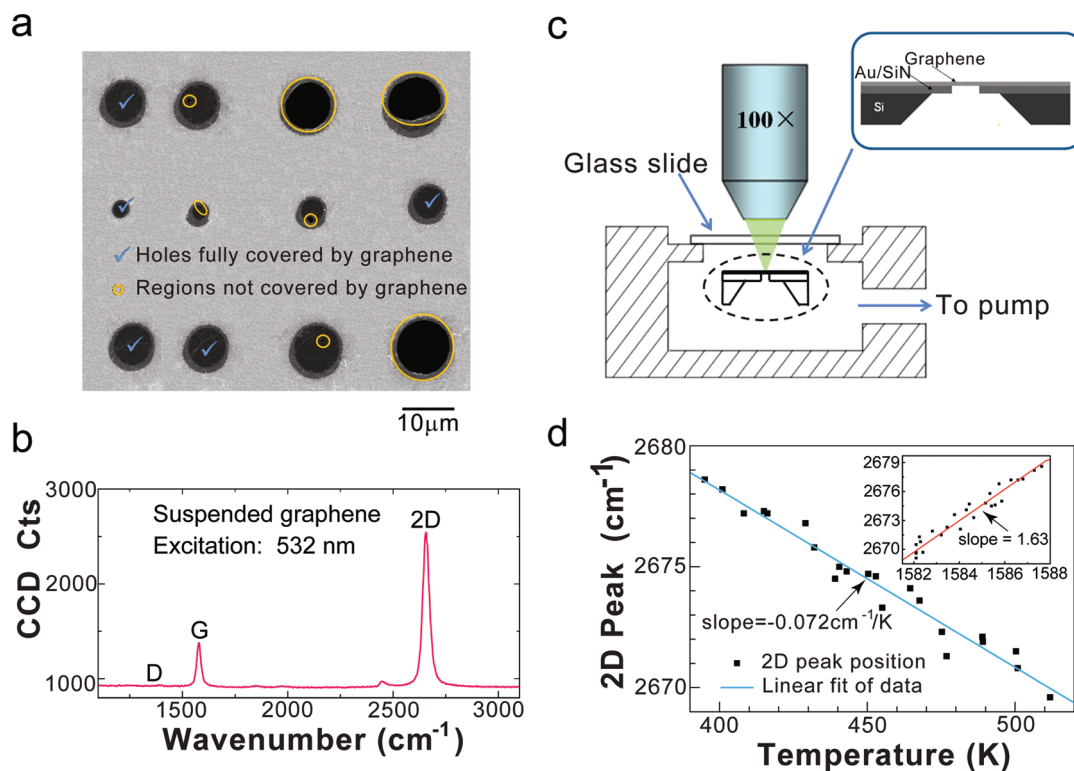 a
✓ Holes fully covered by graphene
Regions not covered by graphene
10μm
b
3000
2000
1000
CCD Cts
Suspended graphene
Excitation: 532 nm
D
G
2D
1500
2000
2500
3000
Wavenumber (cm⁻¹)
c
100×
Glass slide
To pump
Graphene
Au/SiN
Si
d
2680
2675
2670
2D Peak (cm⁻¹)
slope=-0.072cm⁻¹/K
2D peak position
Linear fit of data
400
450
500
Temperature (K)
2679
2676
2673
2670
slope = 1.63
1582
1584
1586
1588